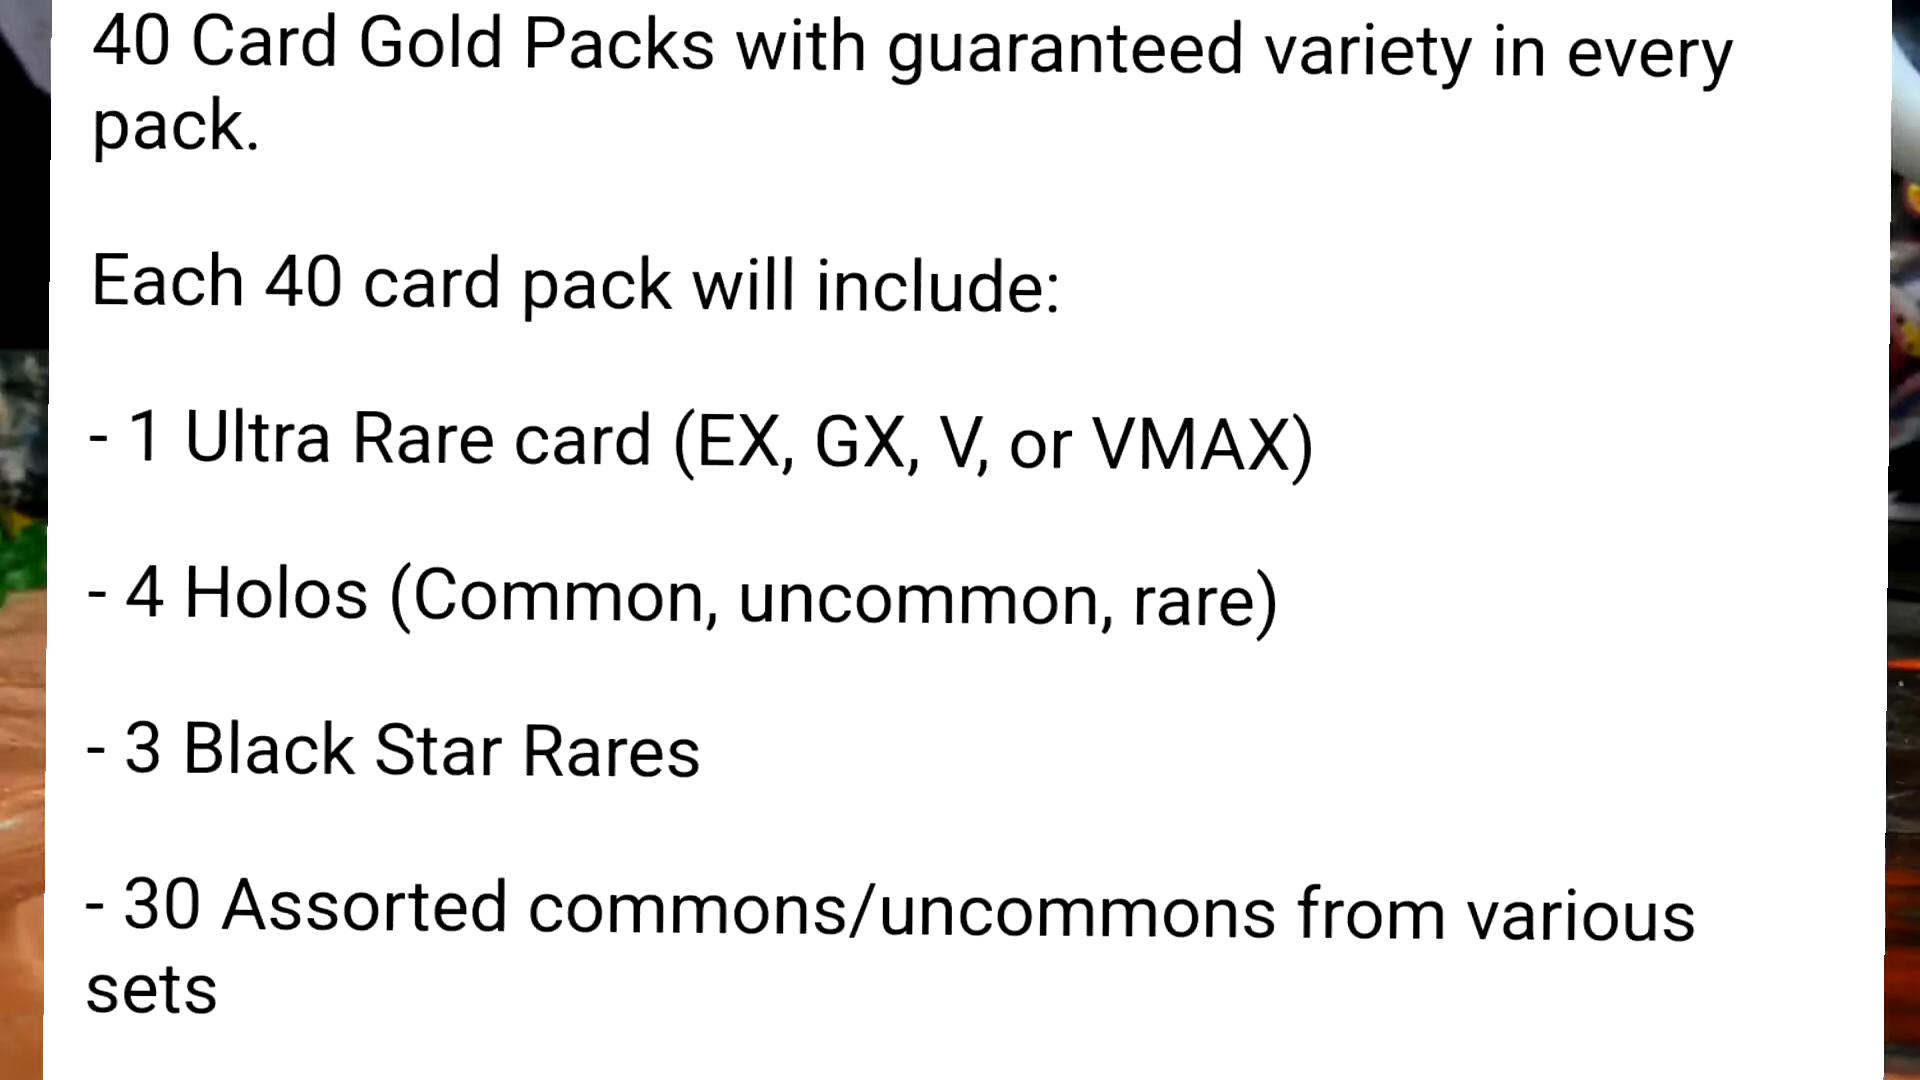 40 Card Gold Packs with guaranteed variety in every
pack.
Each 40 card pack will include:
- 1 Ultra Rare card (EX, GX, V, or VMAX)
- 4 Holos (Common, uncommon, rare)
- 3 Black Star Rares
- 30 Assorted commons/uncommons from various
sets